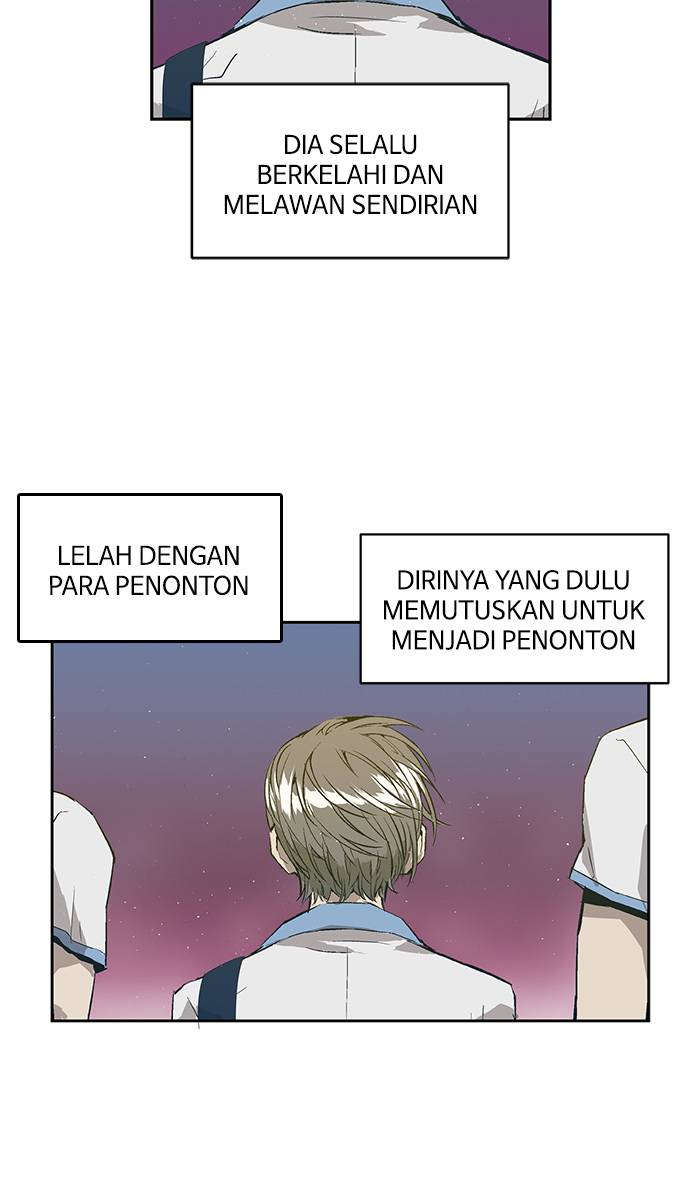 DIA SELALU
BERKELAHI DAN
MELAWAN SENDIRIAN
LELAH DENGAN
PARA PENONTON
DIRINYA YANG DULU
MEMUTUSKAN UNTUK
MENJADI PENONTON